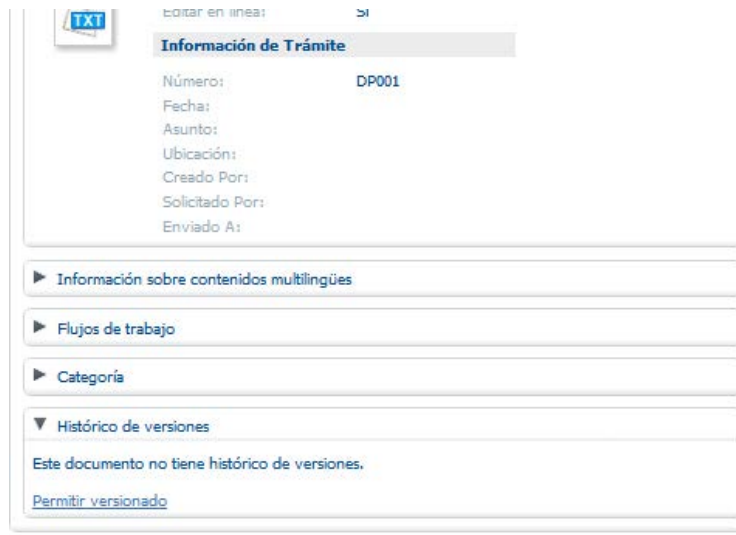 TXT
Editar en línea: Sí
Información de Trámite
Número: DP001
Fecha:
Asunto:
Ubicación:
Creado Por:
Solicitado Por:
Enviado A:
Información sobre contenidos multilingües
Flujos de trabajo
Categoría
Histórico de versiones
Este documento no tiene histórico de versiones.
Permitir versionado